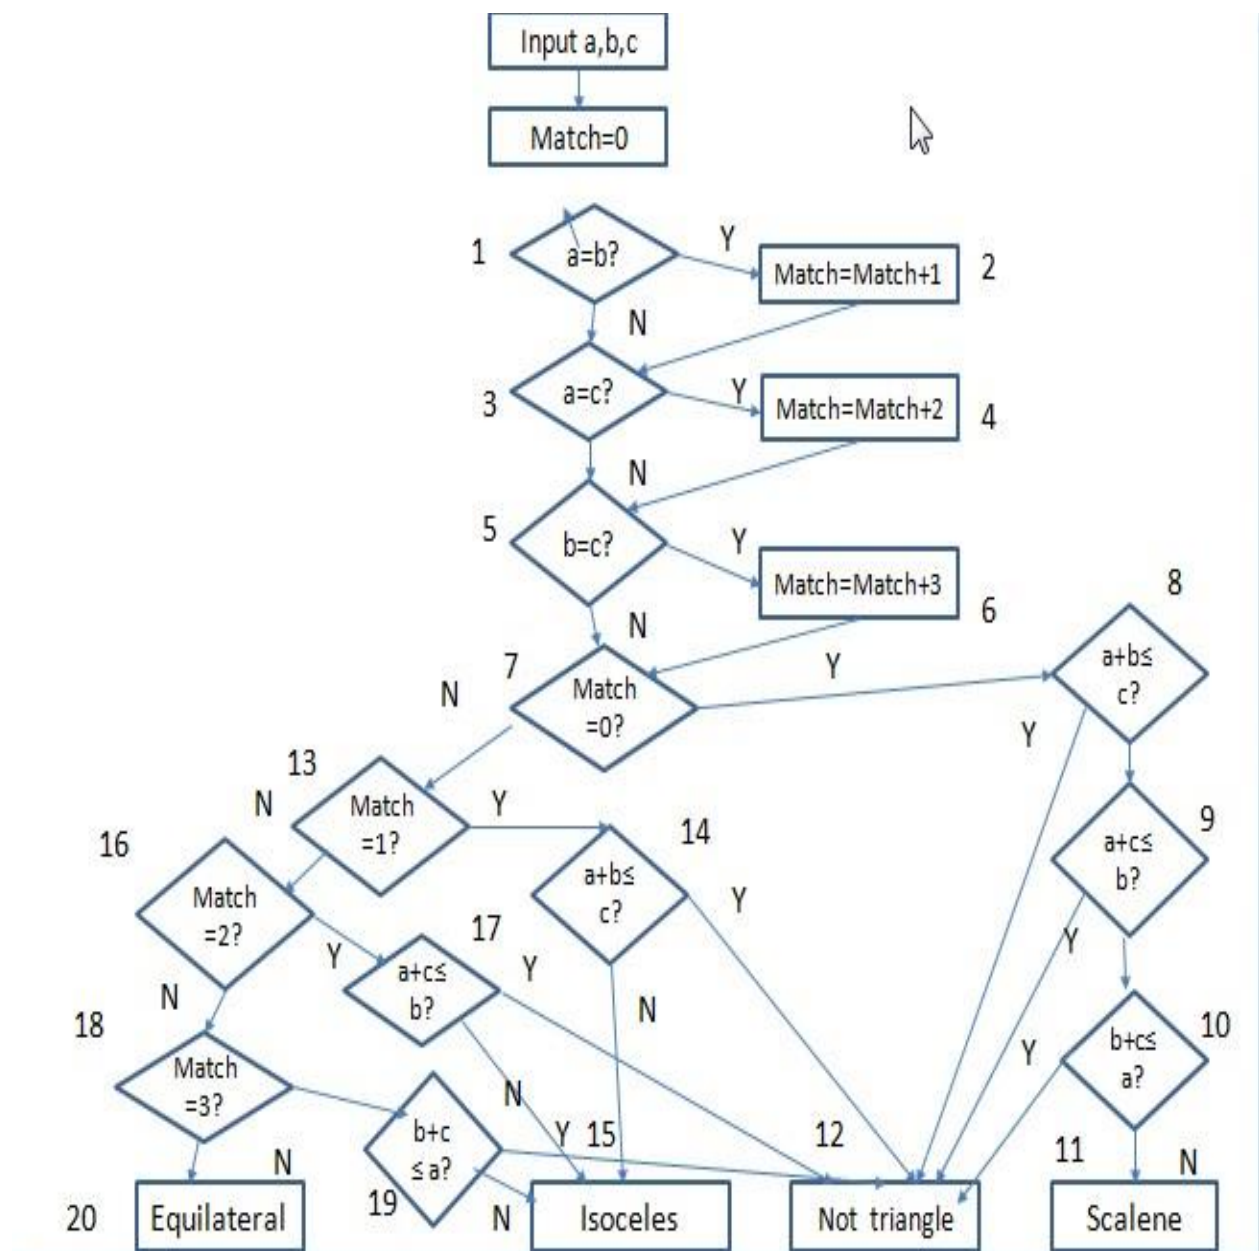 Input a,b,c
Match=0
1
a=b?
Y
Match=Match+1
2
N
3
a=c?
Y
Match=Match+2
4
N
5
b=c?
Y
Match=Match+3
6
N
7
Match
=0?
N
Y
8
a+b≤
c?
Y
13
Match
=1?
N
Y
14
a+b≤
c?
Y
N
9
a+c≤
b?
Y
16
Match
=2?
Y
N
17
a+c≤
b?
Y
N
10
b+c≤
a?
Y
N
18
Match
=3?
N
19
b+c
≤a?
Y
N
20
Equilateral
15
Isoceles
12
Not triangle
11
Scalene